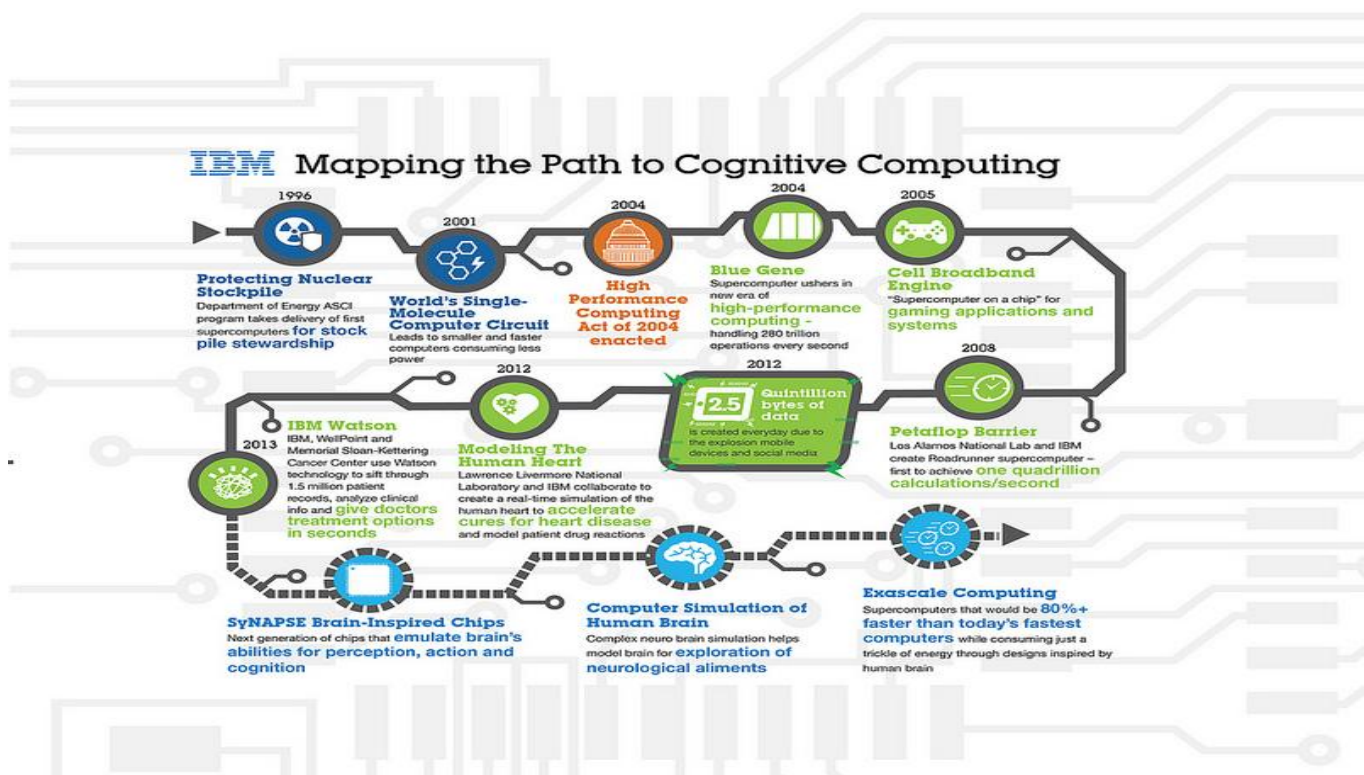 IBM Mapping the Path to Cognitive Computing
1996
Protecting Nuclear
Stockpile
Department of Energy ASCI
program takes delivery of first
supercomputers for stock
pile stewardship
2001
World's Single-
Molecule
Computer Circuit
Leads to smaller and faster
computers consuming less
power
2004
High
Performance
Computing
Act of 2004
enacted
2004
Blue Gene
Supercomputer ushers in
new era of
high-performance
computing -
handling 280 trillion
operations every second
2005
Cell Broadband
Engine
"Supercomputer on a chip" for
gaming applications and
systems
2008
Petaflop Barrier
Los Alamos National Lab and IBM
create Roadrunner supercomputer –
first to achieve one quadrillion
calculations/second
2012
2.5
Quintillion
bytes of
data
is created everyday due to
the explosion mobile
devices and social media
2012
Modeling The
Human Heart
Lawrence Livermore National
Laboratory and IBM collaborate to
create a real-time simulation of the
human heart to accelerate
cures for heart disease
and model patient drug reactions
2013
IBM Watson
IBM, WellPoint and
Memorial Sloan-Kettering
Cancer Center use Watson
technology to sift through
1.5 million patient
records, analyze clinical
info and give doctors
treatment options
in seconds
SyNAPSE Brain-Inspired Chips
Next generation of chips that emulate brain's
abilities for perception, action and
cognition
Computer Simulation of
Human Brain
Complex neuro brain simulation helps
model brain for exploration of
neurological aliments
Exascale Computing
Supercomputers that would be 80%+
faster than today's fastest
computers while consuming just a
trickle of energy through designs inspired by
human brain